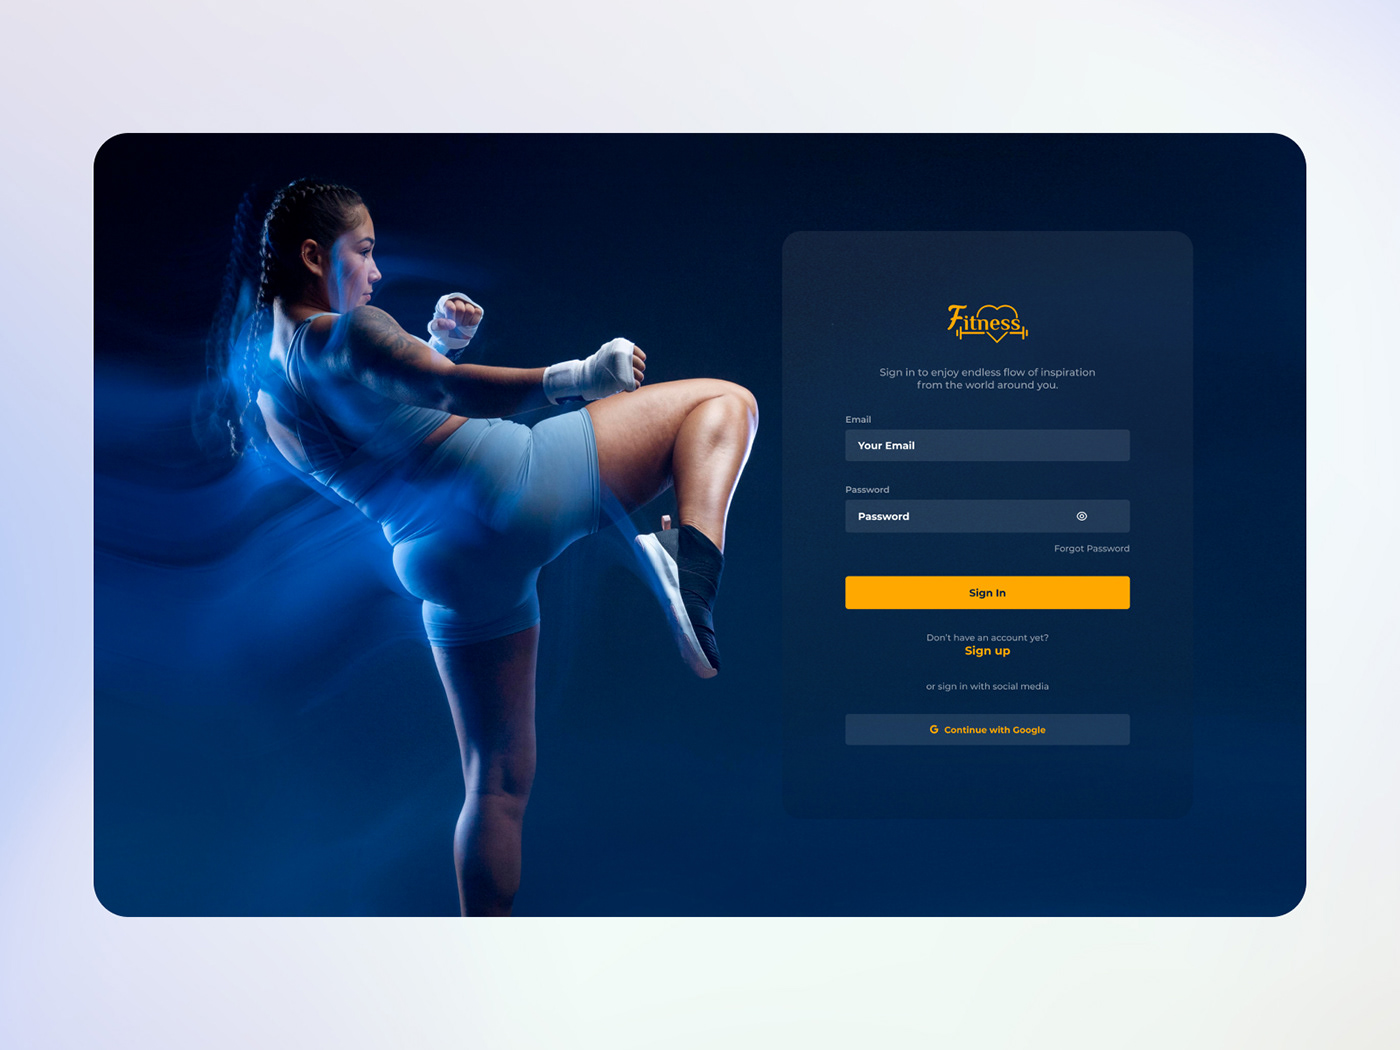 Fitness
Sign in to enjoy endless flow of inspiration
from the world around you.
Email
Your Email
Password
Password
Forgot Password
Sign In
Don't have an account yet?
Sign up
or sign in with social media
G Continue with Google